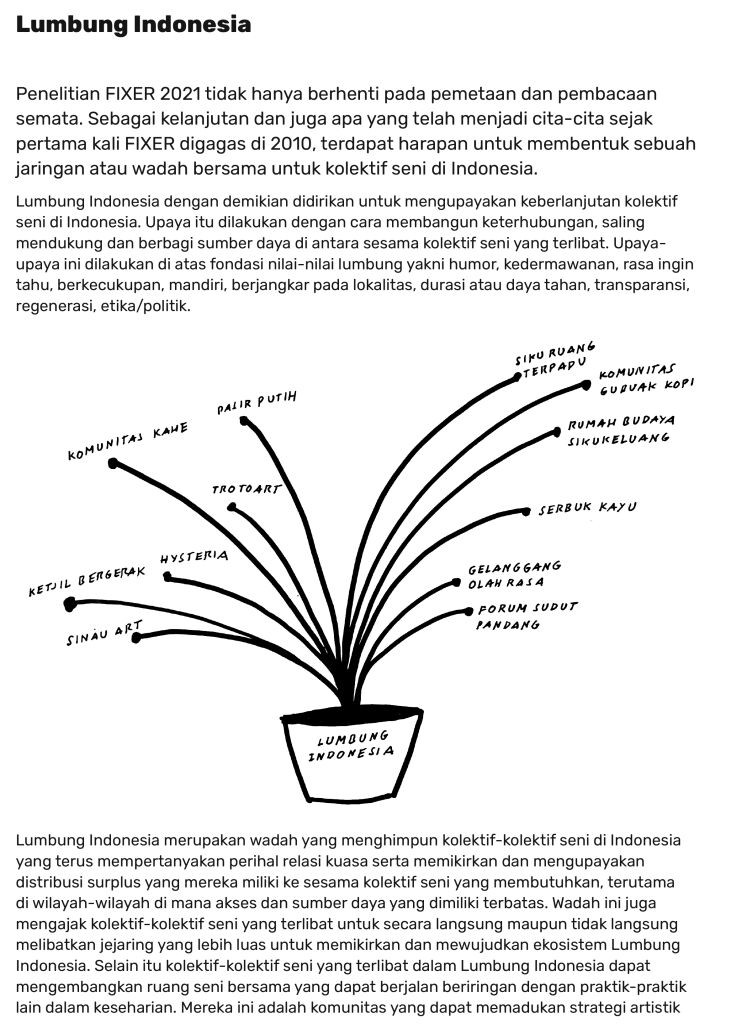 Lumbung Indonesia
Penelitian FIXER 2021 tidak hanya berhenti pada pemetaan dan pembacaan
semata. Sebagai kelanjutan dan juga apa yang telah menjadi cita-cita sejak
pertama kali FIXER digagas di 2010, terdapat harapan untuk membentuk sebuah
jaringan atau wadah bersama untuk kolektif seni di Indonesia.
Lumbung Indonesia dengan demikian didirikan untuk mengupayakan keberlanjutan kolektif
seni di Indonesia. Upaya itu dilakukan dengan cara membangun keterhubungan, saling
mendukung dan berbagi sumber daya di antara sesama kolektif seni yang terlibat. Upaya-
upaya ini dilakukan di atas fondasi nilai-nilai lumbung yakni humor, kedermawanan, rasa ingin
tahu, berkecukupan, mandiri, berjangkar pada lokalitas, durasi atau daya tahan, transparansi,
regenerasi, etika/politik.
SIKU RUANG
TERPADU
KOMUNITAS
GUBUAK KOPI
PASIR PUTIH
RUMAH BUDAYA
SIKUKELUANG
KOMUNITAS KAHE
TROTOART
SERBUK KAYU
HYSTERIA
GELANGGANG
OLAH RASA
KETJIL BERGERAK
FORUM SUDUT
PANDANG
SINAU ART
LUMBUNG
INDONESIA
Lumbung Indonesia merupakan wadah yang menghimpun kolektif-kolektif seni di Indonesia
yang terus mempertanyakan perihal relasi kuasa serta memikirkan dan mengupayakan
distribusi surplus yang mereka miliki ke sesama kolektif seni yang membutuhkan, terutama
di wilayah-wilayah di mana akses dan sumber daya yang dimiliki terbatas. Wadah ini juga
mengajak kolektif-kolektif seni yang terlibat untuk secara langsung maupun tidak langsung
melibatkan jejaring yang lebih luas untuk memikirkan dan mewujudkan ekosistem Lumbung
Indonesia. Selain itu kolektif-kolektif seni yang terlibat dalam Lumbung Indonesia dapat
mengembangkan ruang seni bersama yang dapat berjalan beriringan dengan praktik-praktik
lain dalam keseharian. Mereka ini adalah komunitas yang dapat memadukan strategi artistik